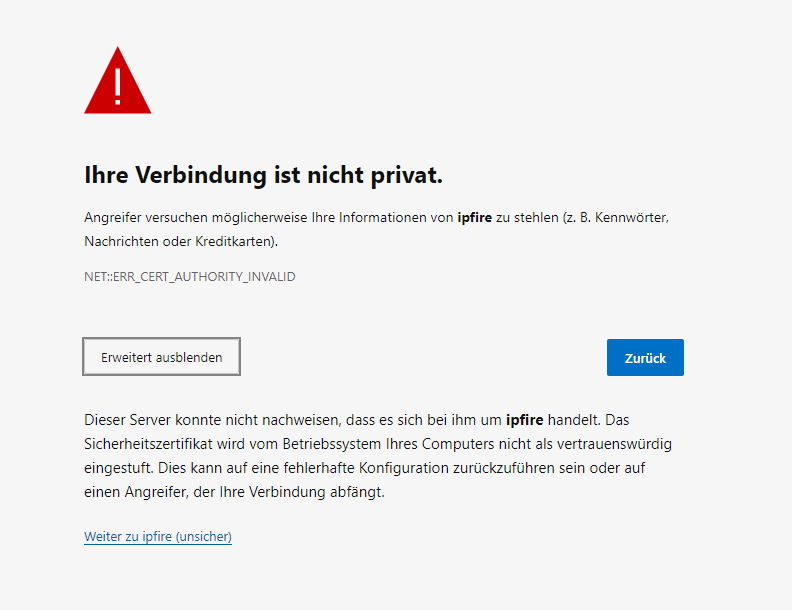 Ihre Verbindung ist nicht privat.
Angreifer versuchen möglicherweise Ihre Informationen von ipfire zu stehlen (z. B. Kennwörter,
Nachrichten oder Kreditkarten).
NET::ERR_CERT_AUTHORITY_INVALID
Erweitert ausblenden
Zurück
Dieser Server konnte nicht nachweisen, dass es sich bei ihm um ipfire handelt. Das
Sicherheitszertifikat wird vom Betriebssystem Ihres Computers nicht als vertrauenswürdig
eingestuft. Dies kann auf eine fehlerhafte Konfiguration zurückzuführen sein oder auf
einen Angreifer, der Ihre Verbindung abfängt.
Weiter zu ipfire (unsicher)